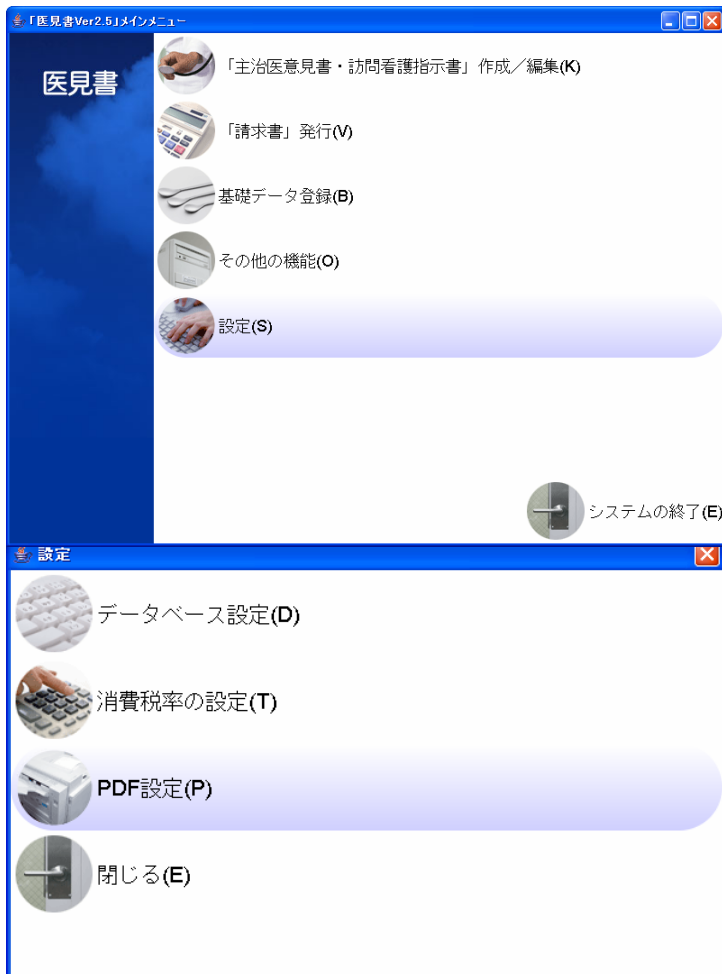 「医見書Ver2.5」メインメニュー
医見書
「主治医意見書・訪問看護指示書」作成／編集(K)
「請求書」発行(V)
基礎データ登録(B)
その他の機能(O)
設定(S)
システムの終了(E)
設定
データベース設定(D)
消費税率の設定(T)
PDF設定(P)
閉じる(E)